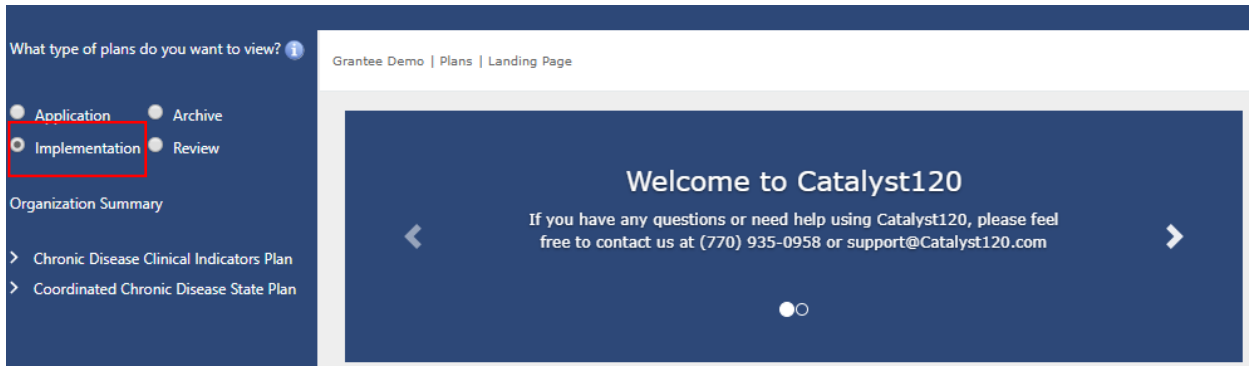 What type of plans do you want to view?
Grantee Demo | Plans | Landing Page
Application
Archive
Implementation
Review
Organization Summary
Chronic Disease Clinical Indicators Plan
Coordinated Chronic Disease State Plan
Welcome to Catalyst120
If you have any questions or need help using Catalyst120, please feel
free to contact us at (770) 935-0958 or support@Catalyst120.com